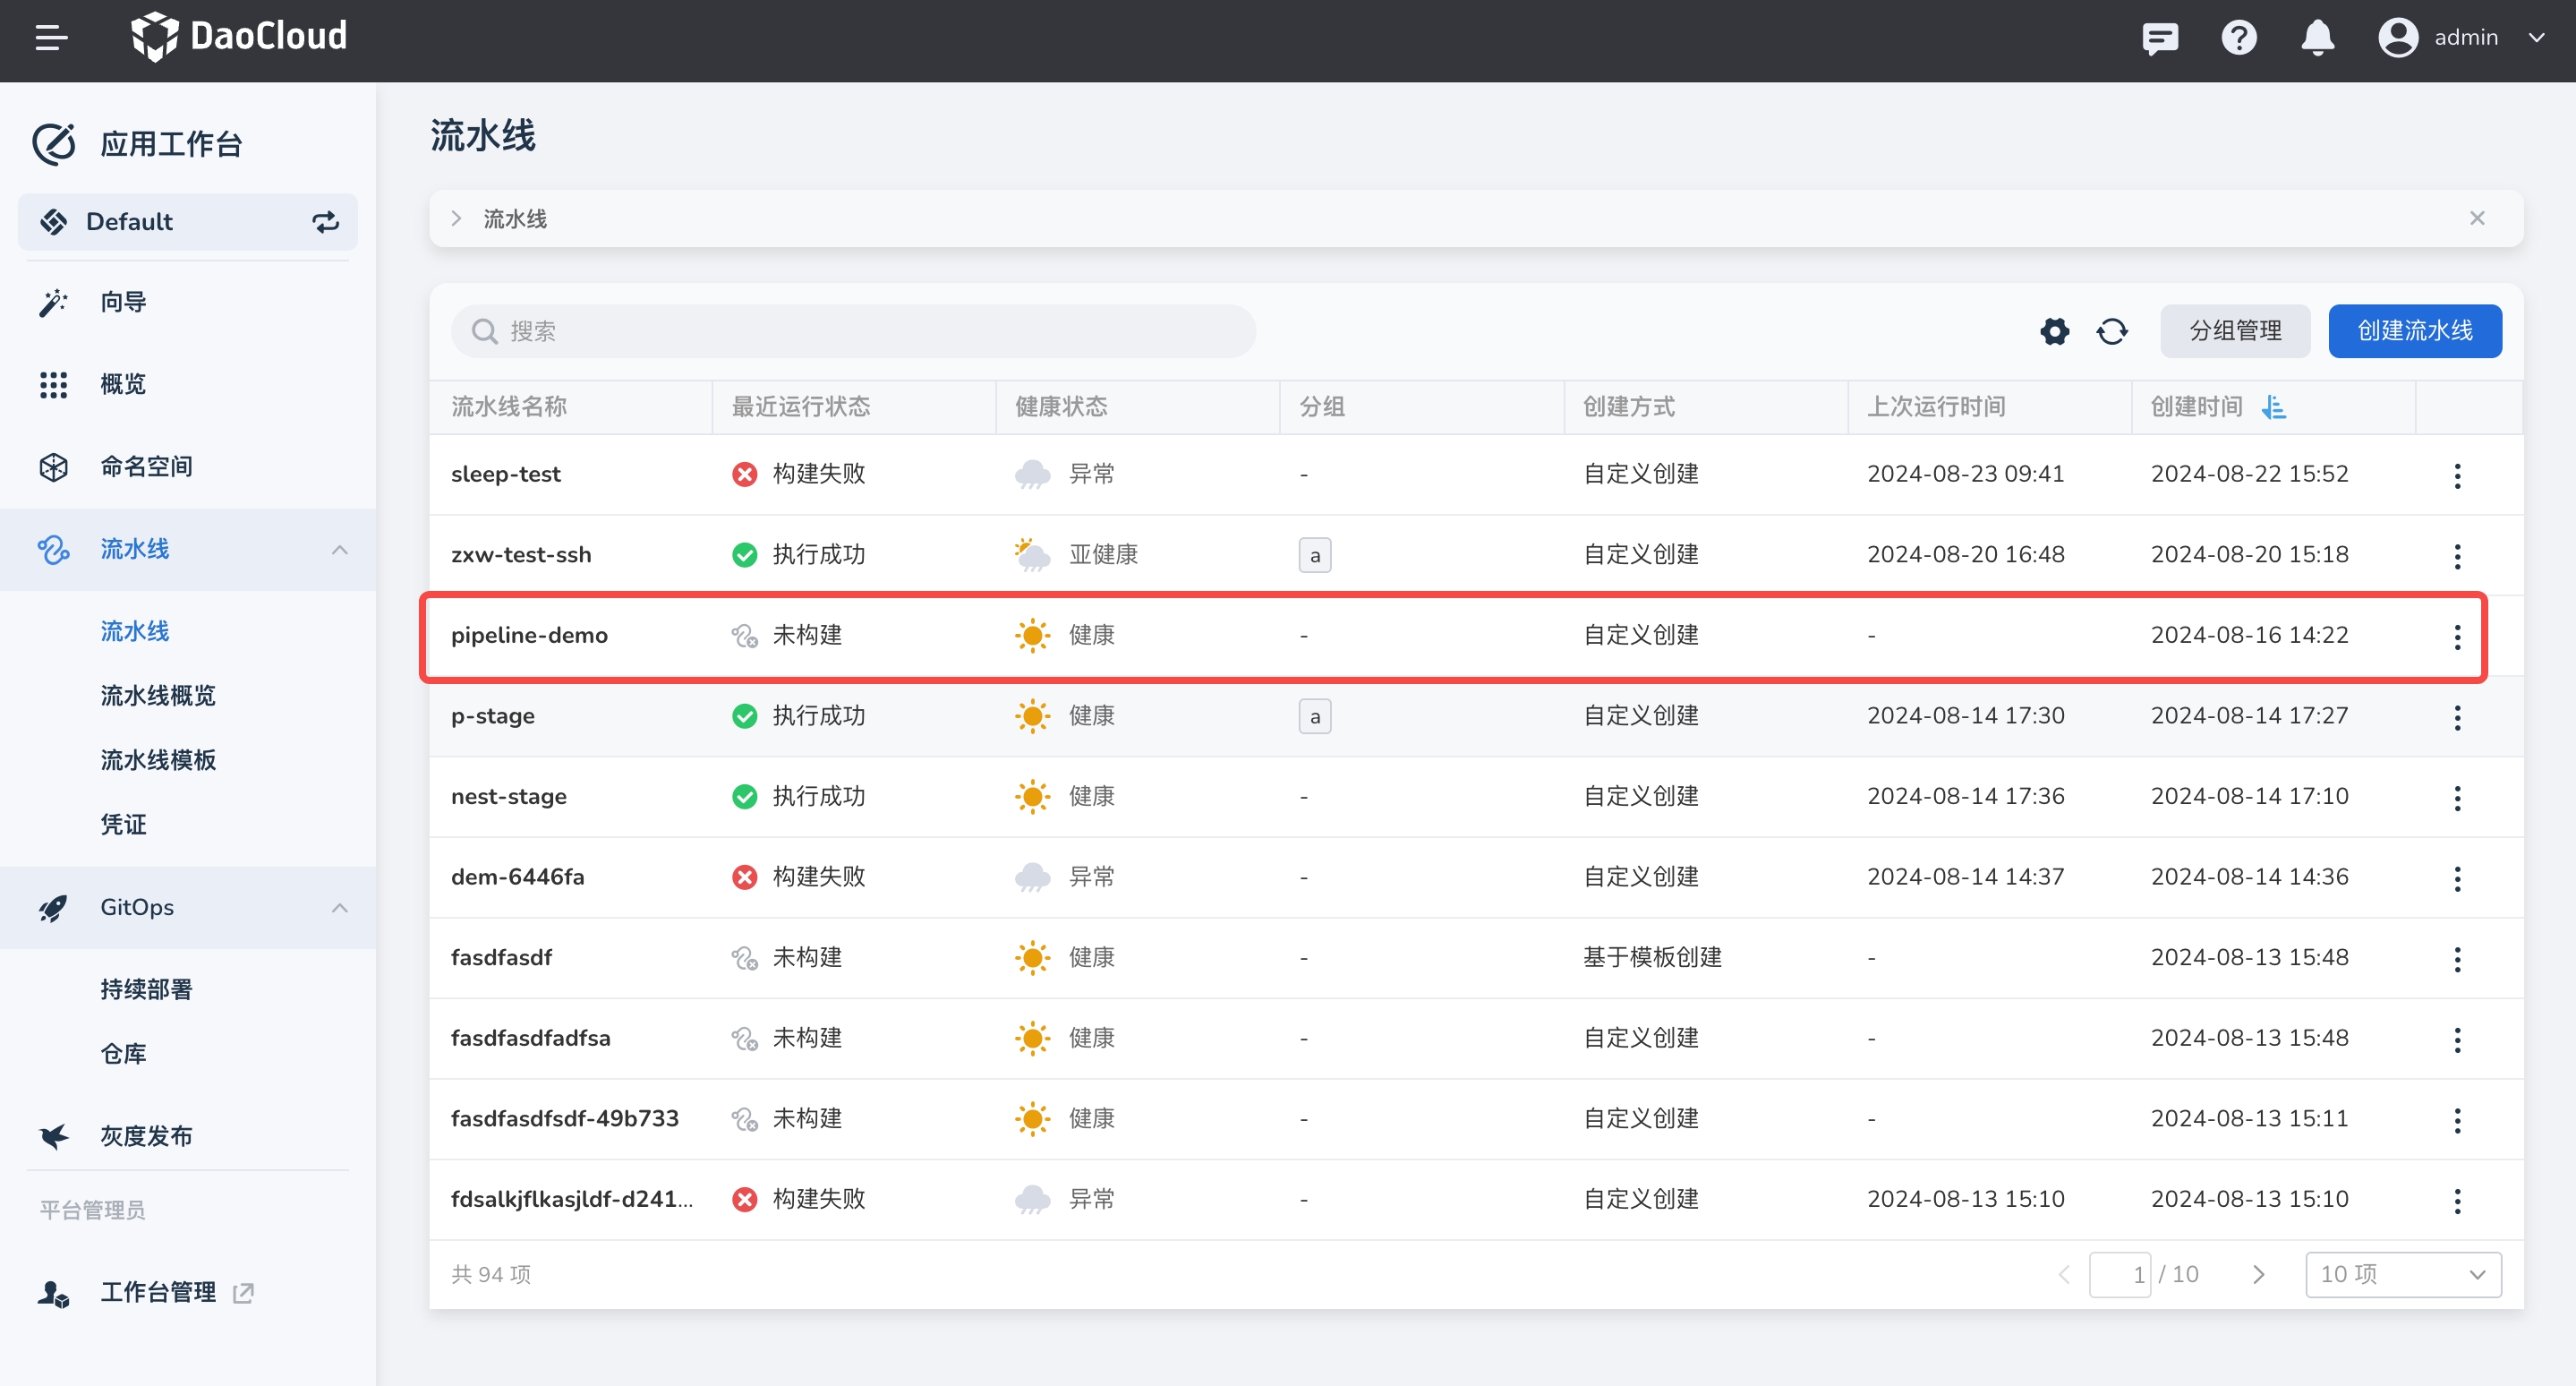 DaoCloud
admin
应用工作台
Default
向导
概览
命名空间
流水线
流水线
流水线概览
流水线模板
凭证
GitOps
持续部署
仓库
灰度发布
平台管理员
工作台管理
流水线
流水线
搜索
分组管理
创建流水线
流水线名称 最近运行状态 健康状态 分组 创建方式 上次运行时间 创建时间
sleep-test 构建失败 异常 - 自定义创建 2024-08-23 09:41 2024-08-22 15:52
zxw-test-ssh 执行成功 亚健康 a 自定义创建 2024-08-20 16:48 2024-08-20 15:18
pipeline-demo 未构建 健康 - 自定义创建 - 2024-08-16 14:22
p-stage 执行成功 健康 a 自定义创建 2024-08-14 17:30 2024-08-14 17:27
nest-stage 执行成功 健康 - 自定义创建 2024-08-14 17:36 2024-08-14 17:10
dem-6446fa 构建失败 异常 - 自定义创建 2024-08-14 14:37 2024-08-14 14:36
fasdfasdf 未构建 健康 - 基于模板创建 - 2024-08-13 15:48
fasdfasdfadfsa 未构建 健康 - 自定义创建 - 2024-08-13 15:48
fasdfasdfsdf-49b733 未构建 健康 - 自定义创建 - 2024-08-13 15:11
fdsalkjflkasjldf-d241... 构建失败 异常 - 自定义创建 2024-08-13 15:10 2024-08-13 15:10
共 94 项 1 / 10 10 项